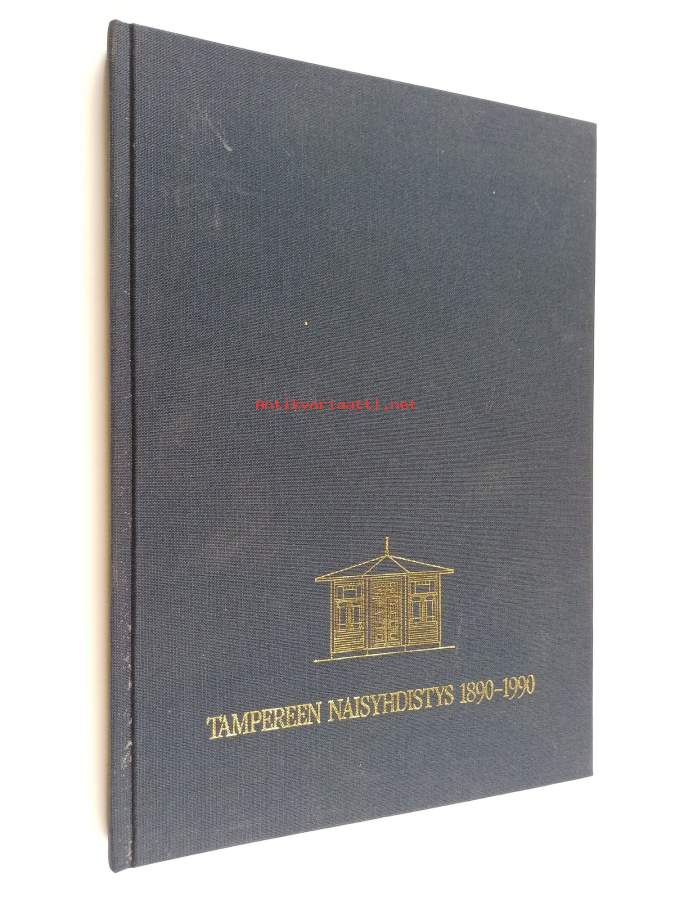 Antikvariaatti.net
TAMPEREEN NAISYHDISTYS 1890-1990